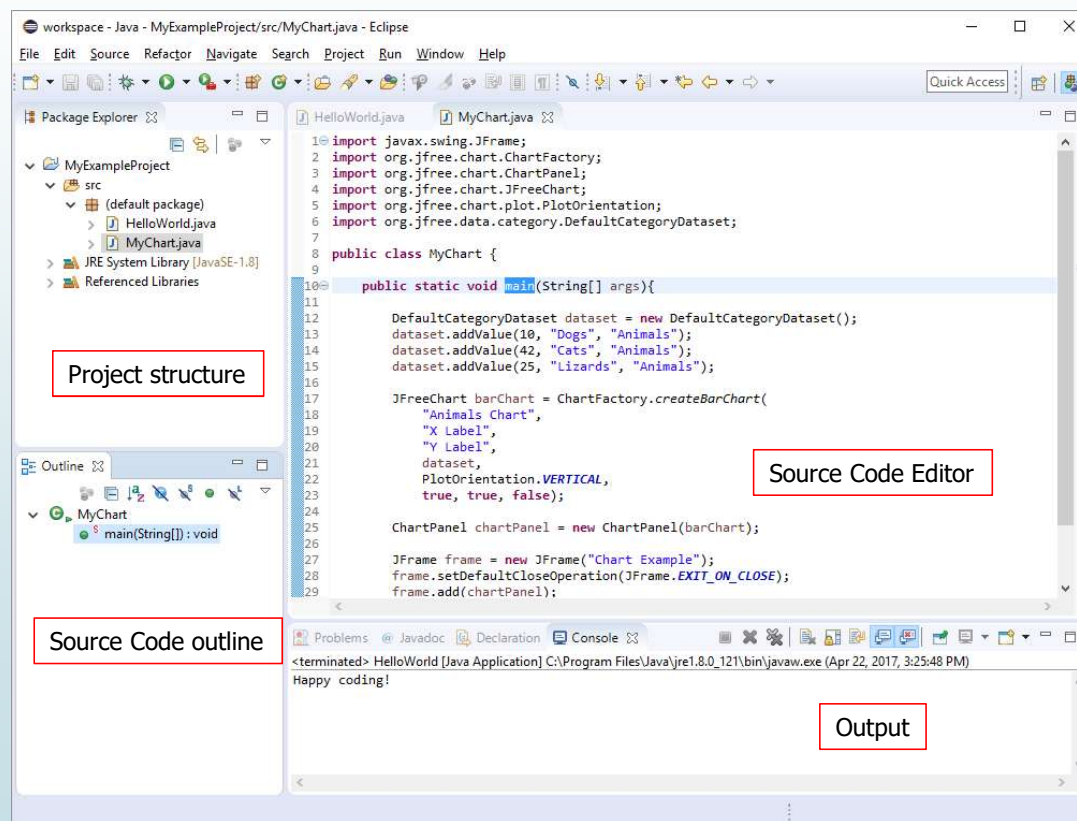 workspace - Java - MyExampleProject/src/MyChart.java - Eclipse
File Edit Source Refactor Navigate Search Project Run Window Help
Quick Access
Package Explorer
MyExampleProject
src
(default package)
HelloWorld.java
MyChart.java
JRE System Library [JavaSE-1.8]
Referenced Libraries
Project structure
Outline
MyChart
main(String[]) : void
Source Code outline
HelloWorld.java MyChart.java
1 import javax.swing.JFrame;
2 import org.jfree.chart.ChartFactory;
3 import org.jfree.chart.ChartPanel;
4 import org.jfree.chart.JFreeChart;
5 import org.jfree.chart.plot.PlotOrientation;
6 import org.jfree.data.category.DefaultCategoryDataset;
7
8 public class MyChart {
9
10 public static void main(String[] args){
11
12 DefaultCategoryDataset dataset = new DefaultCategoryDataset();
13 dataset.addValue(10, "Dogs", "Animals");
14 dataset.addValue(42, "Cats", "Animals");
15 dataset.addValue(25, "Lizards", "Animals");
16
17 JFreeChart barChart = ChartFactory.createBarChart(
18 "Animals Chart",
19 "X Label",
20 "Y Label",
21 dataset,
22 PlotOrientation.VERTICAL,
23 true, true, false);
24
25 ChartPanel chartPanel = new ChartPanel(barChart);
26
27 JFrame frame = new JFrame("Chart Example");
28 frame.setDefaultCloseOperation(JFrame.EXIT_ON_CLOSE);
29 frame.add(chartPanel);
Source Code Editor
Problems Javadoc Declaration Console
<terminated> HelloWorld [Java Application] C:\Program Files\Java\jre1.8.0_121\bin\javaw.exe (Apr 22, 2017, 3:25:48 PM)
Happy coding!
Output